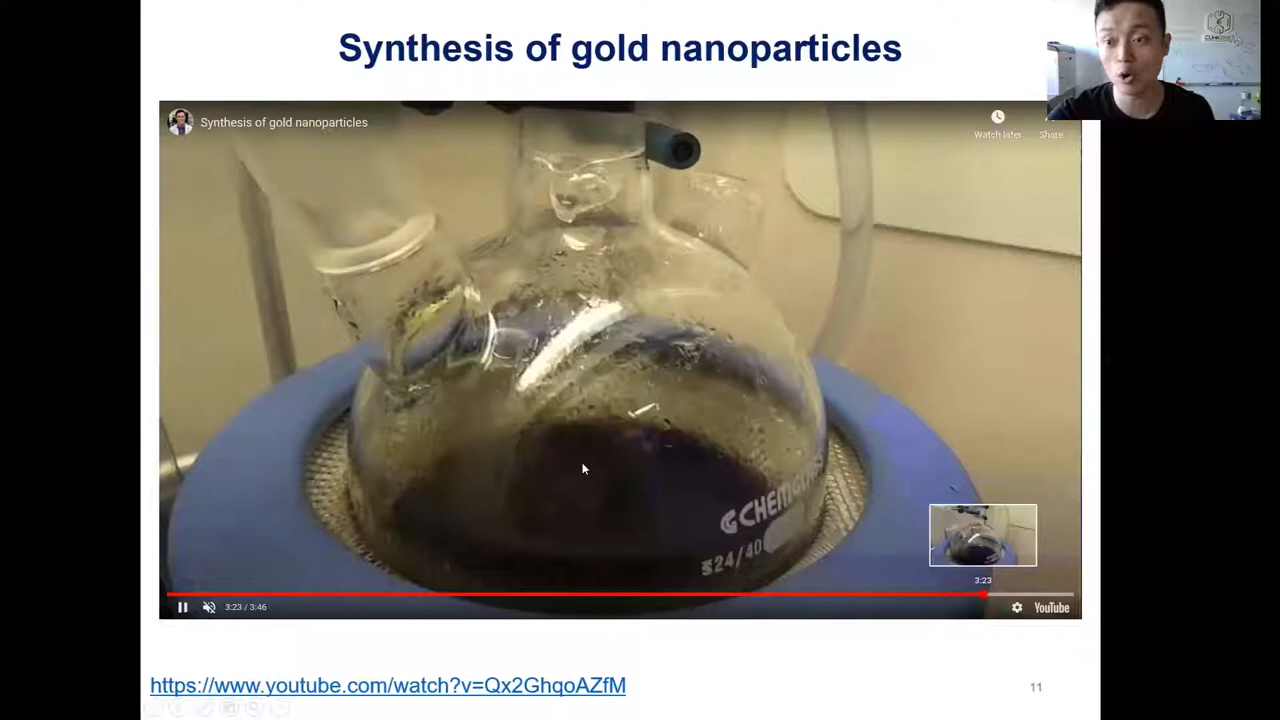 Synthesis of gold nanoparticles
Synthesis of gold nanoparticles
Watch later
Share
CHEMGLASS
24/40
3:23
3:23 / 3:46
YouTube
https://www.youtube.com/watch?v=Qx2GhqoAZfM
11